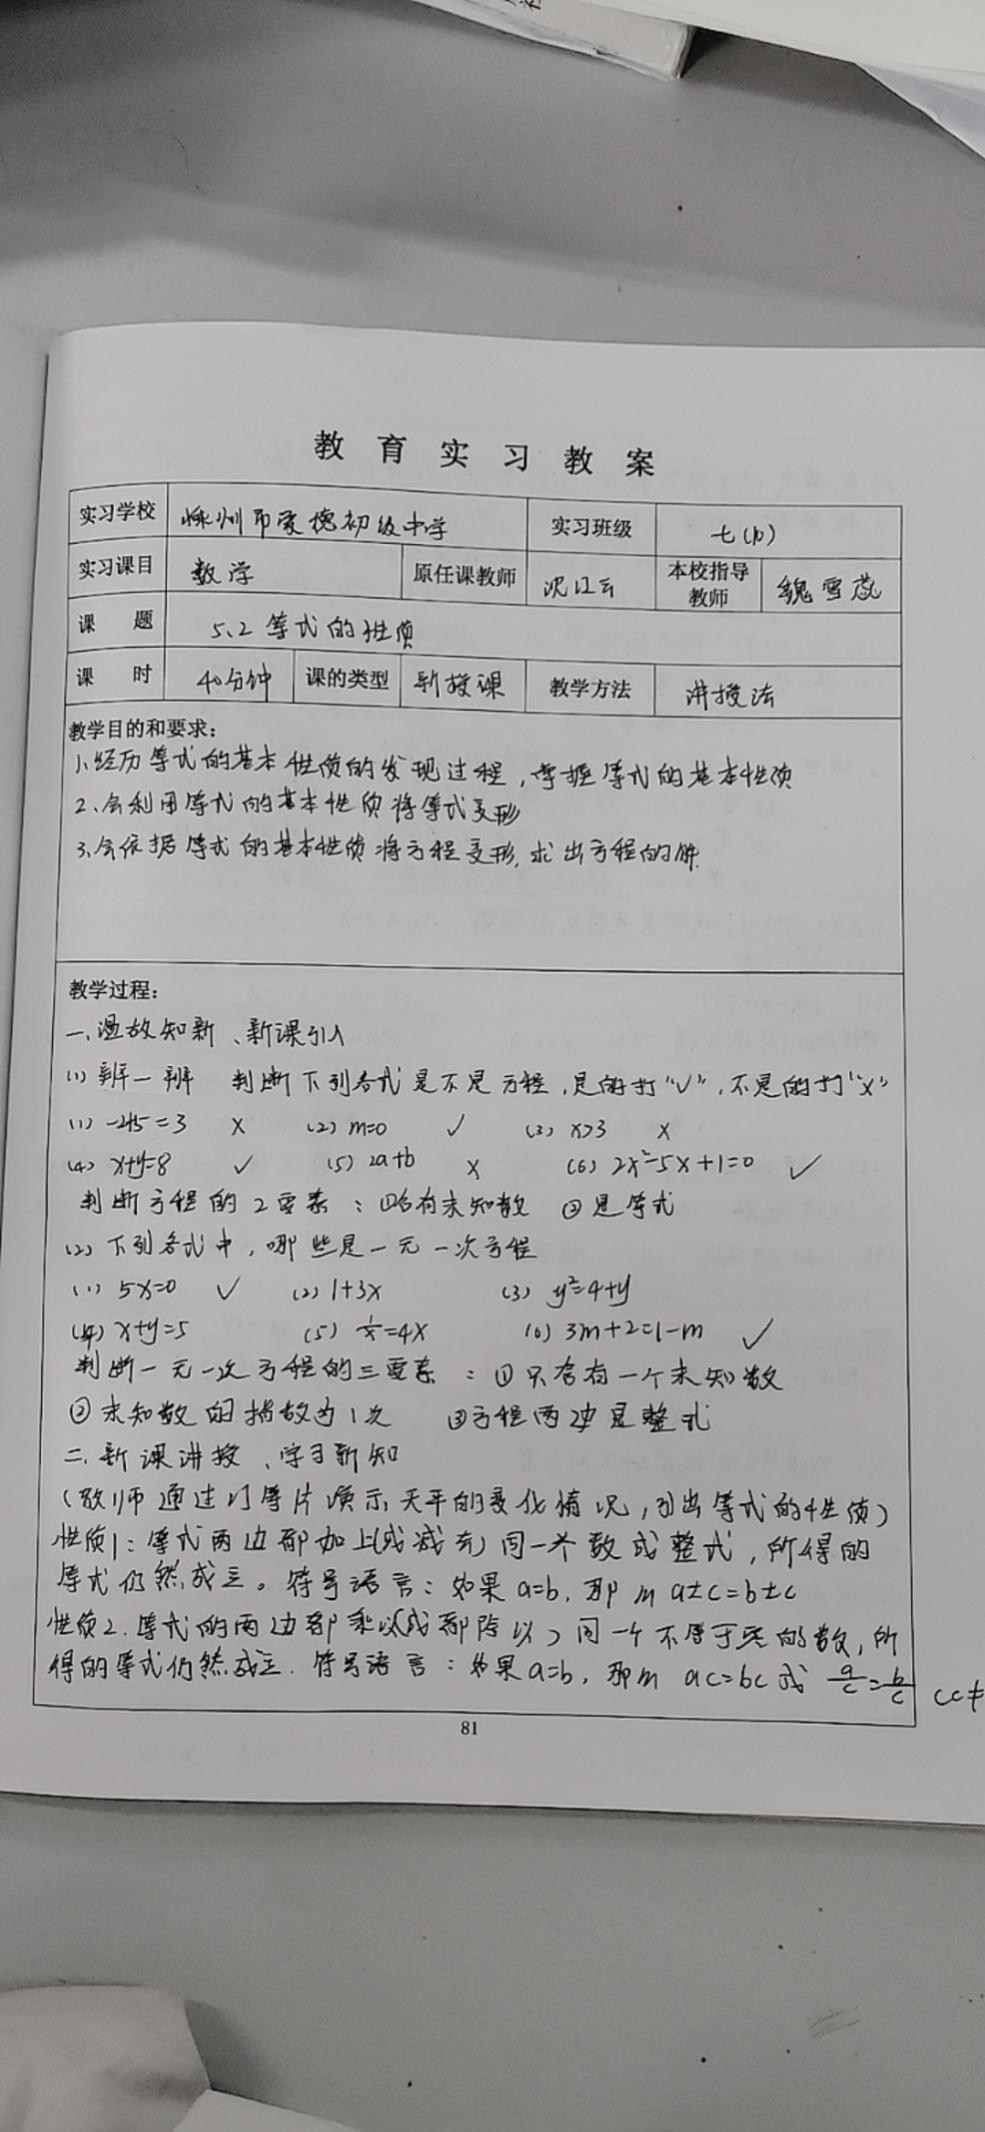 教育实习教案
实习学校 嵊州市爱德初级中学 实习班级 七(10)
实习课目 数学 原任课教师 沈江云 本校指导教师 魏雪蕊
课题 5.2 等式的性质
课时 40分钟 课的类型 新授课 教学方法 讲授法
教学目的和要求：
1.经历等式的基本性质的发现过程，掌握等式的基本性质
2.会利用等式的基本性质将等式变形
3.会依据等式的基本性质将方程变形，求出方程的解.
教学过程：
一、温故知新、新课引入
(1) 辨一辨 判断下列各式是不是方程，是的打"√"，不是的打"x"
(1) -2+5=3 x (2) m=0 √ (3) x>3 x
(4) x+y=8 √ (5) 2a+b x (6) 2x²-5x+1=0 √
判断方程的2要素：①含有未知数 ②是等式
(2) 下列各式中，哪些是一元一次方程
(1) 5x=0 √ (2) 1+3x (3) y²=4+y
(4) x+y=5 (5) 1/x=4x (6) 3m+2=1-m √
判断一元一次方程的三要素：①只含有一个未知数
②未知数的指数为1次 ③方程两边是整式
二、新课讲授、学习新知
(教师通过幻灯片演示天平的变化情况，引出等式的性质)
性质1：等式两边都加上(或减去)同一个数或整式，所得的
等式仍然成立。符号语言：如果a=b，那么a±c=b±c
性质2.等式的两边都乘以(或都除以)同一个不等于零的数，所
得的等式仍然成立.符号语言：如果a=b，那么 ac=bc 或 a/c=b/c (c≠
81